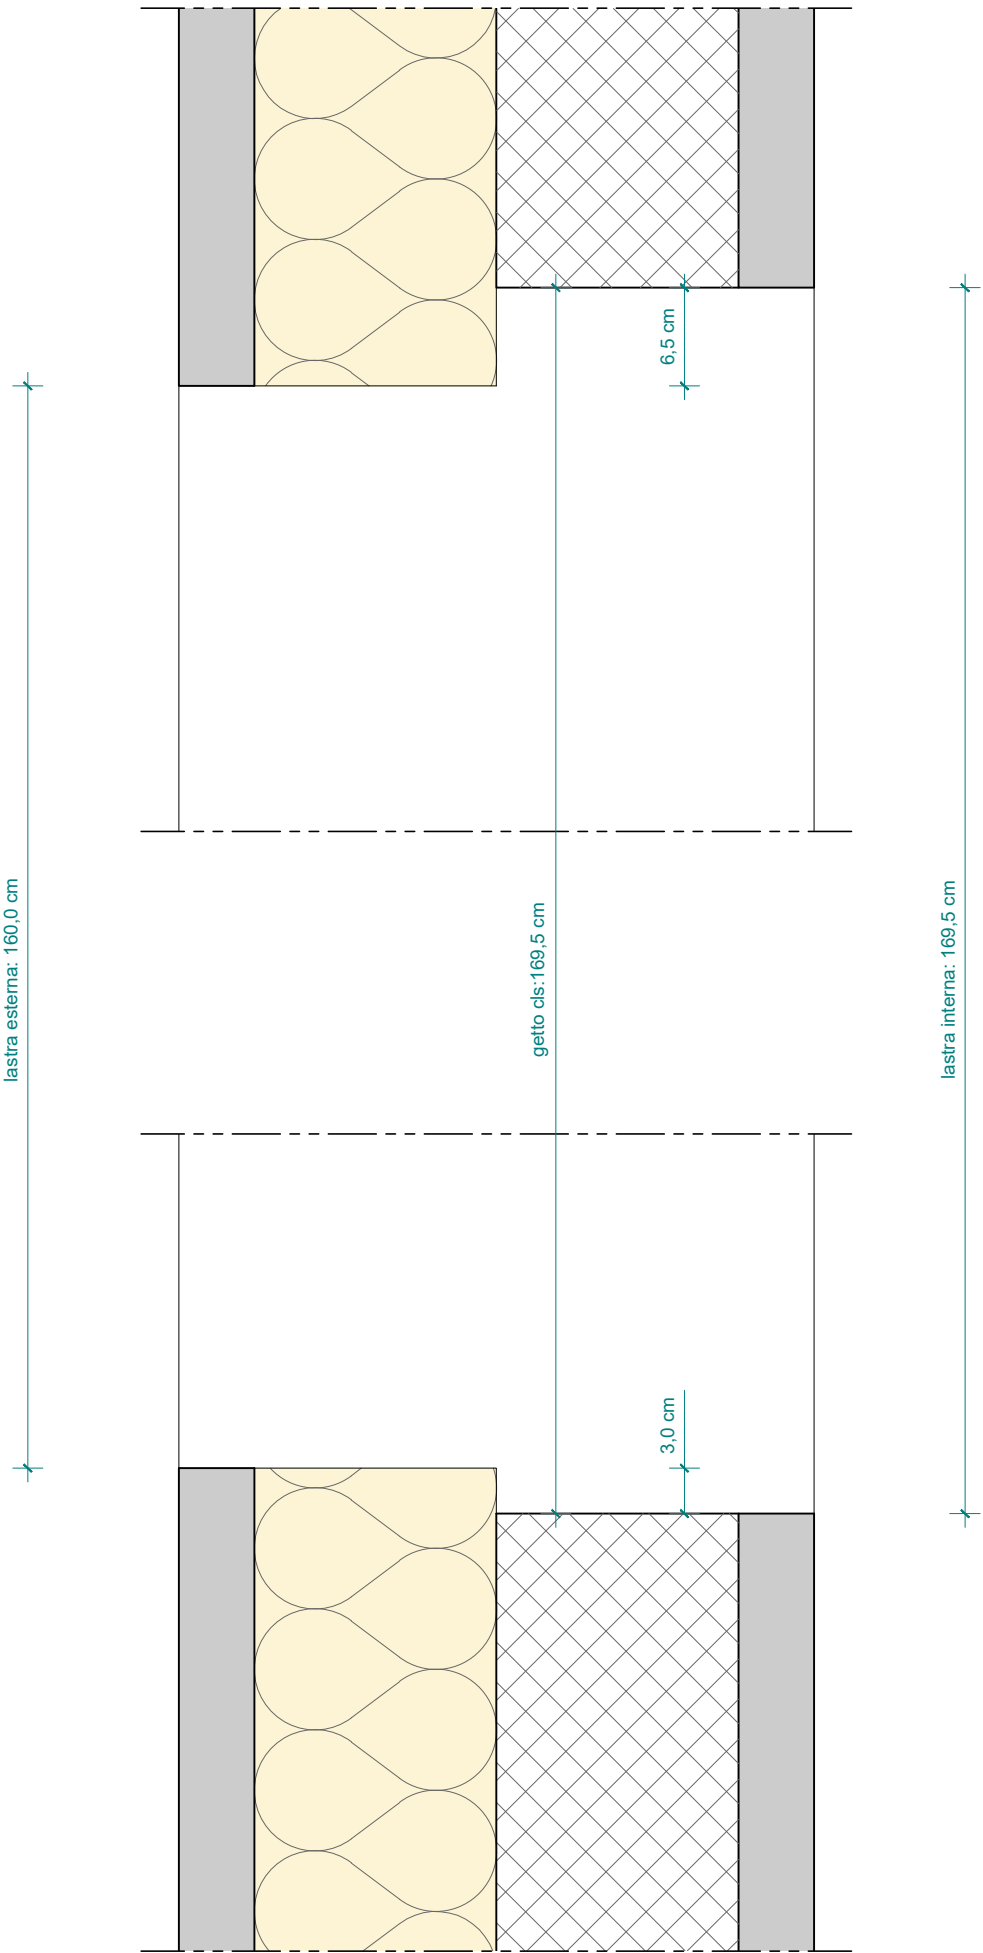 6,5 cm
lastra esterna: 160,0 cm
getto cls:169,5 cm
lastra interna: 169,5 cm
3,0 cm